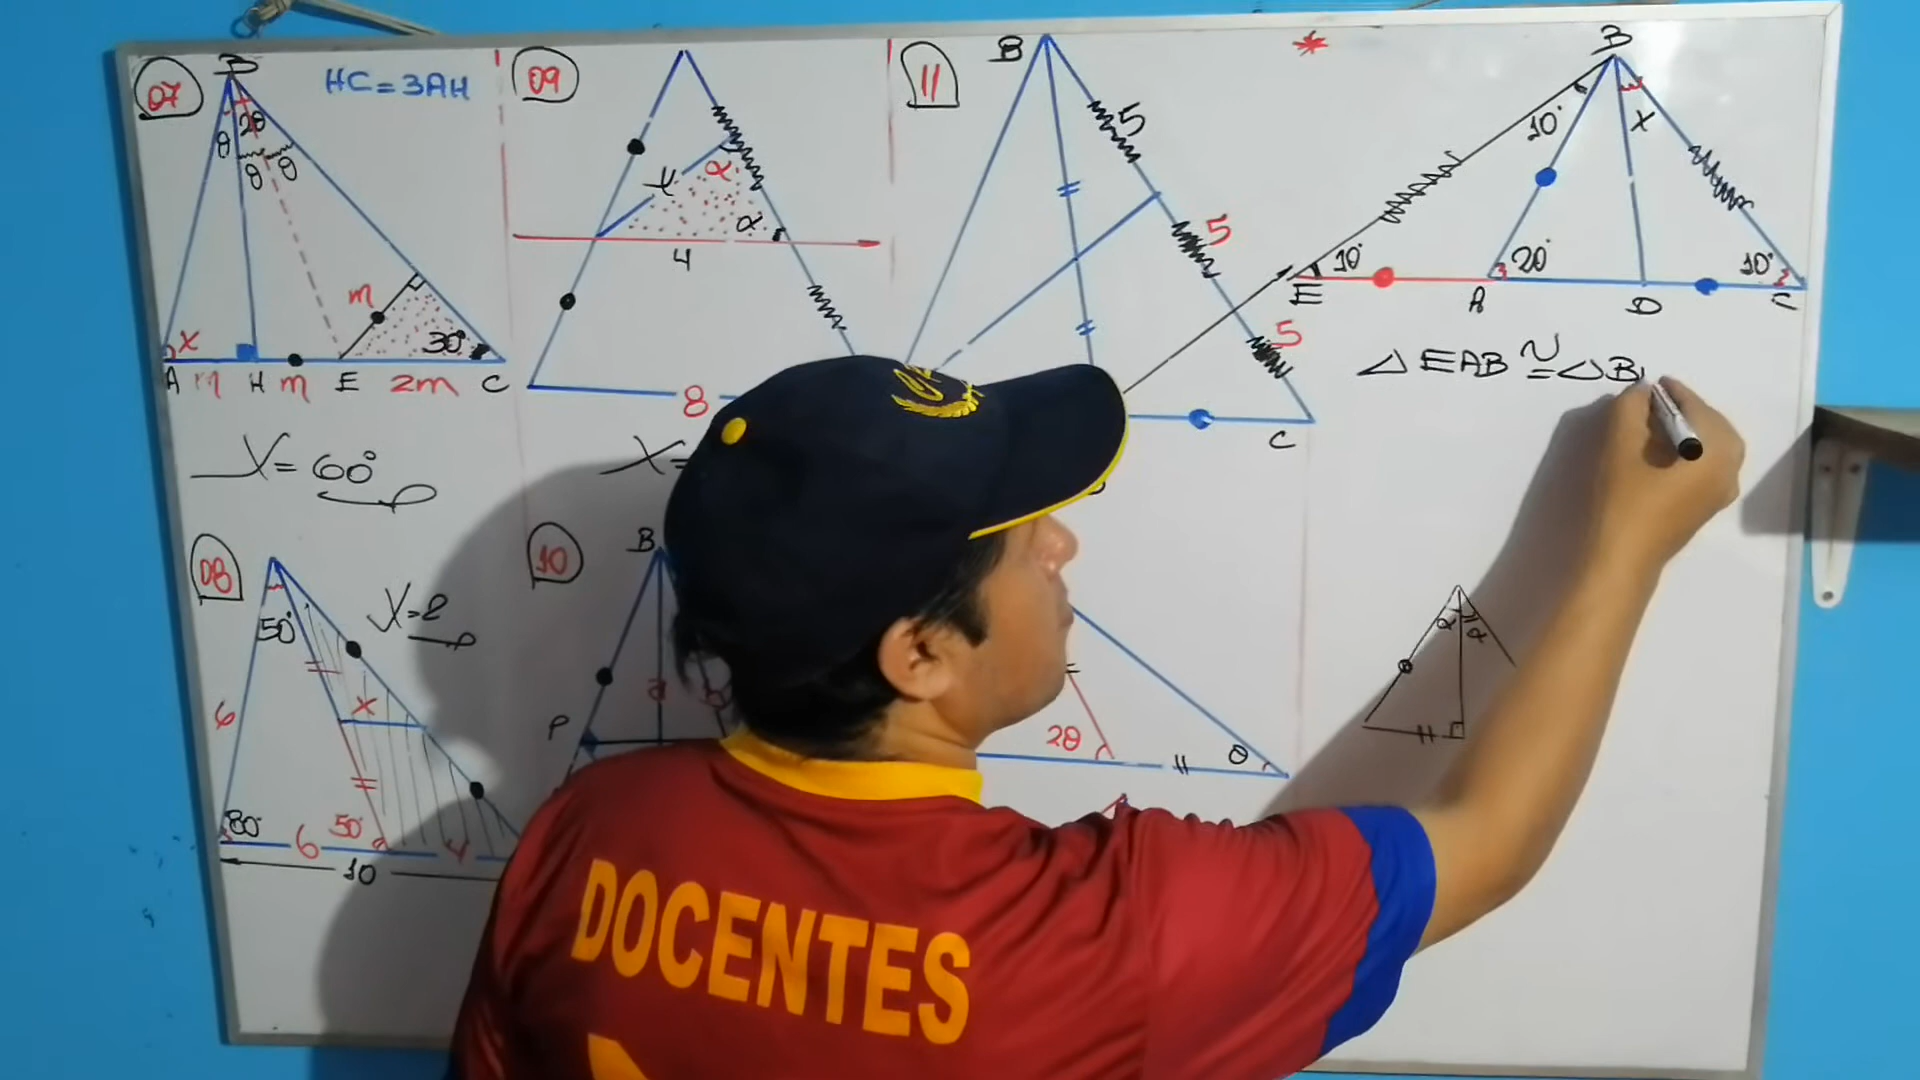 07
B
HC=3AH
θ
2θ
θ
θ
m
x
30°
A
m
H
m
E
2m
C
X=60°
09
α
α
4
8
X=
11
B
5
5
5
C
*
B
10°
x
10°
20°
10°
E
A
D
C
△EAB ≅ △B
08
50°
X=2
6
x
80°
6
50°
4
10
10
B
P
a
b
2θ
θ
α
α
DOCENTES